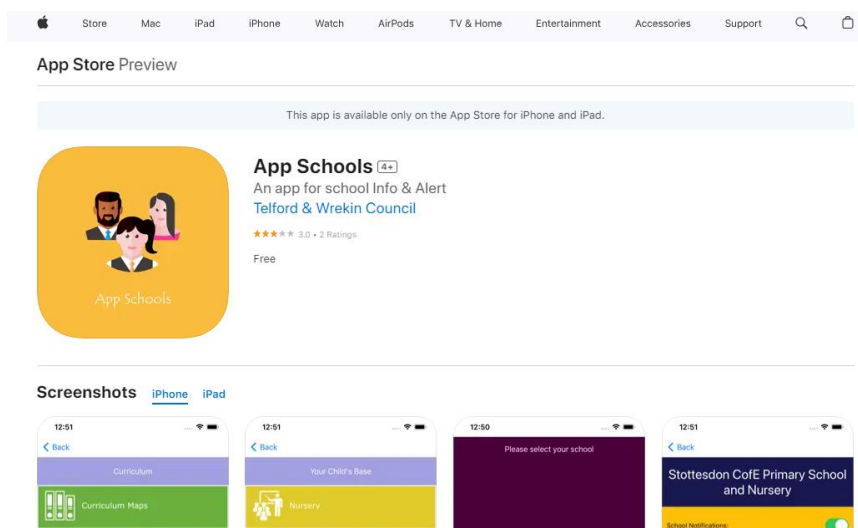 Store Mac iPad iPhone Watch AirPods TV & Home Entertainment Accessories Support
App Store Preview
This app is available only on the App Store for iPhone and iPad.
App Schools 4+
An app for school Info & Alert
Telford & Wrekin Council
3.0 • 2 Ratings
Free
App Schools
Screenshots iPhone iPad
12:51
Back
Curriculum
Curriculum Maps
12:51
Back
Your Child's Base
Nursery
12:50
Please select your school
12:51
Back
Stottesdon CofE Primary School
and Nursery
School Notifications: